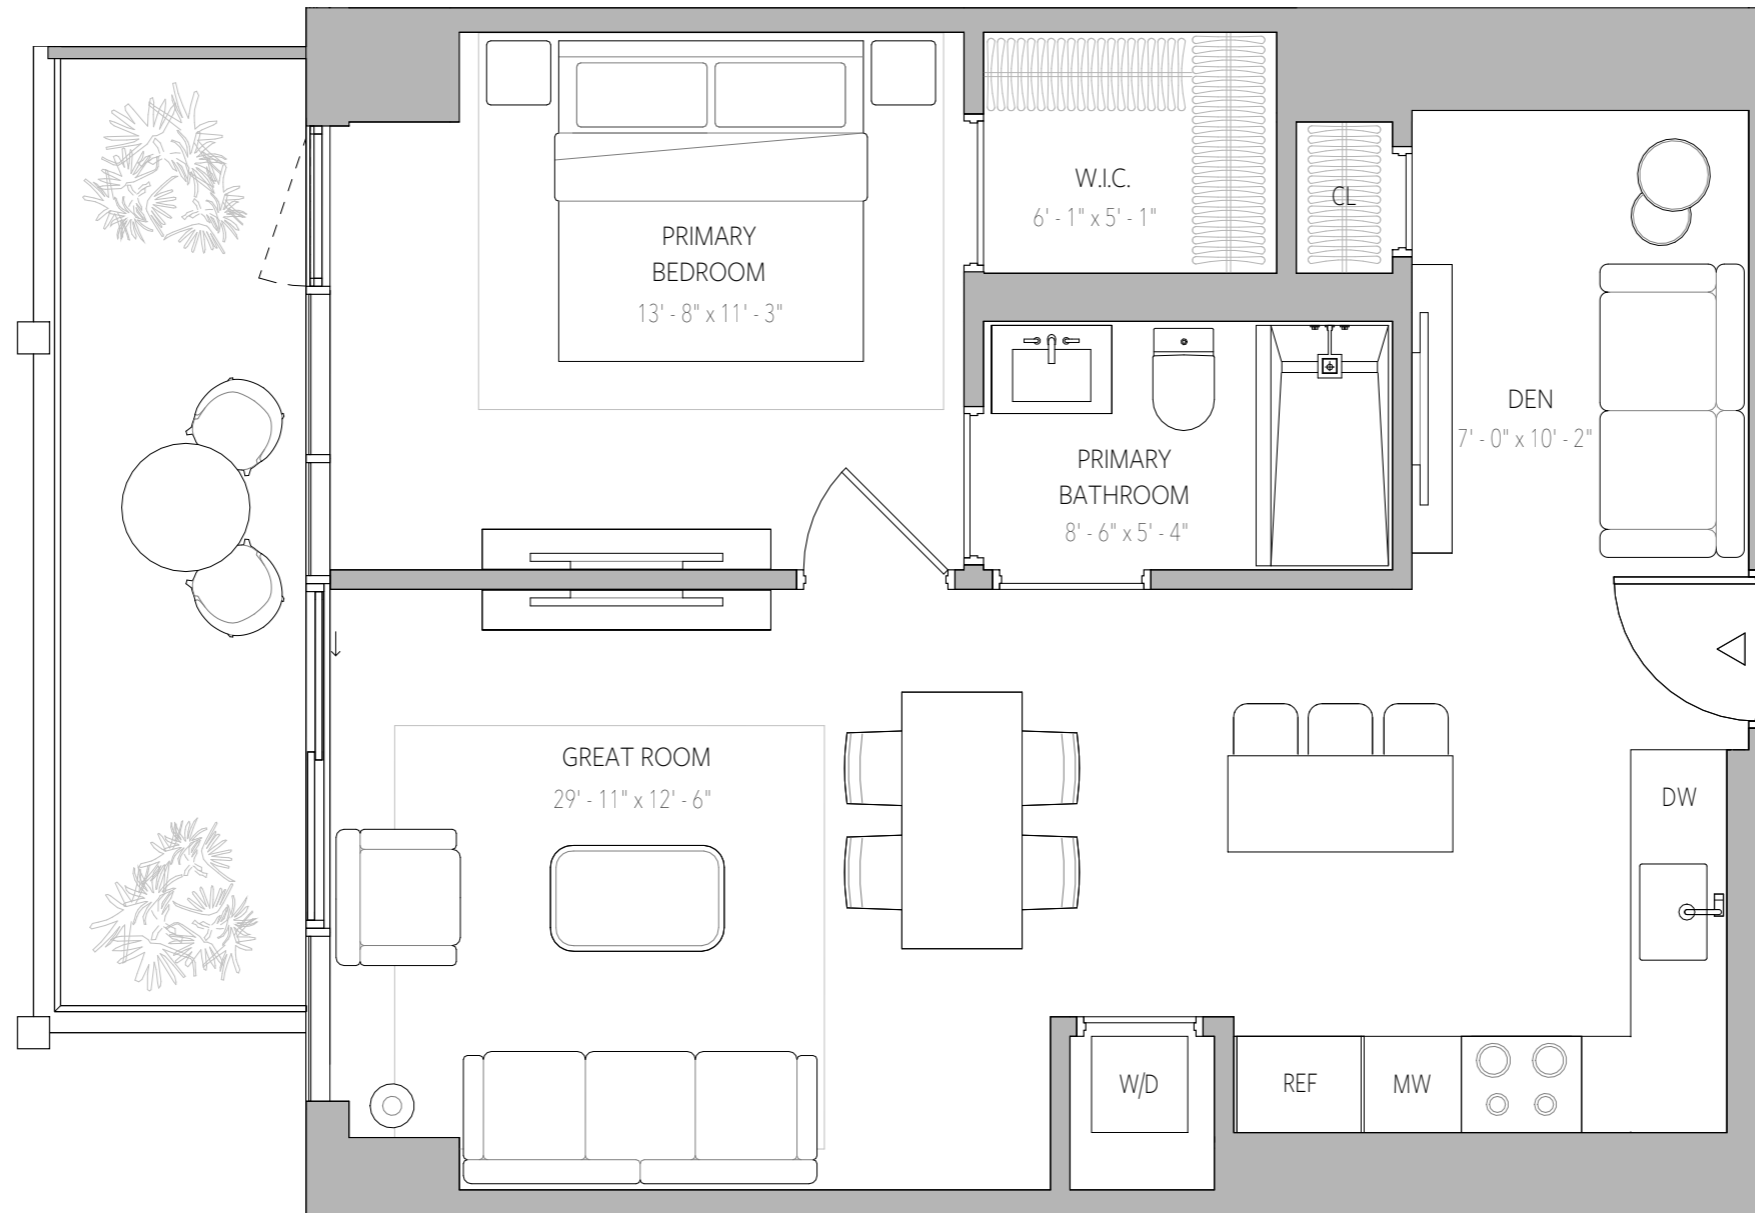 W.I.C.
6' - 1" x 5' - 1"
CL
PRIMARY
BEDROOM
13' - 8" x 11' - 3"
DEN
7' - 0" x 10' - 2"
PRIMARY
BATHROOM
8' - 6" x 5' - 4"
GREAT ROOM
29' - 11" x 12' - 6"
DW
W/D
REF
MW